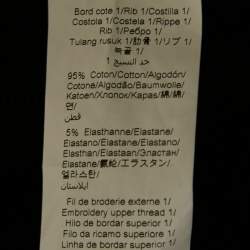 Bord cote 1/Rib 1/Costilla 1/
Costola 1/Costela 1/Rippe 1/
Rib 1/Ребро 1/
Tulang rusuk 1/肋骨 1/リブ 1/
늑골 1/
1 حد النسيج
95% Coton/Cotton/Algodón/
Cotone/Algodão/Baumwolle/
Katoen/Хлопок/Kapas/棉/綿/
면/
قطن
5% Elasthanne/Elastane/
Elastano/Elastane/Elastano/
Elasthan/Elastaan/Эластан/
Elastane/氨纶/エラスタン/
엘라스탄/
ايلاستان
Fil de broderie externe 1/
Embroidery upper thread 1/
Hilo de bordar superior 1/
Filo da ricamo superiore 1/
Linha de bordar superior 1/